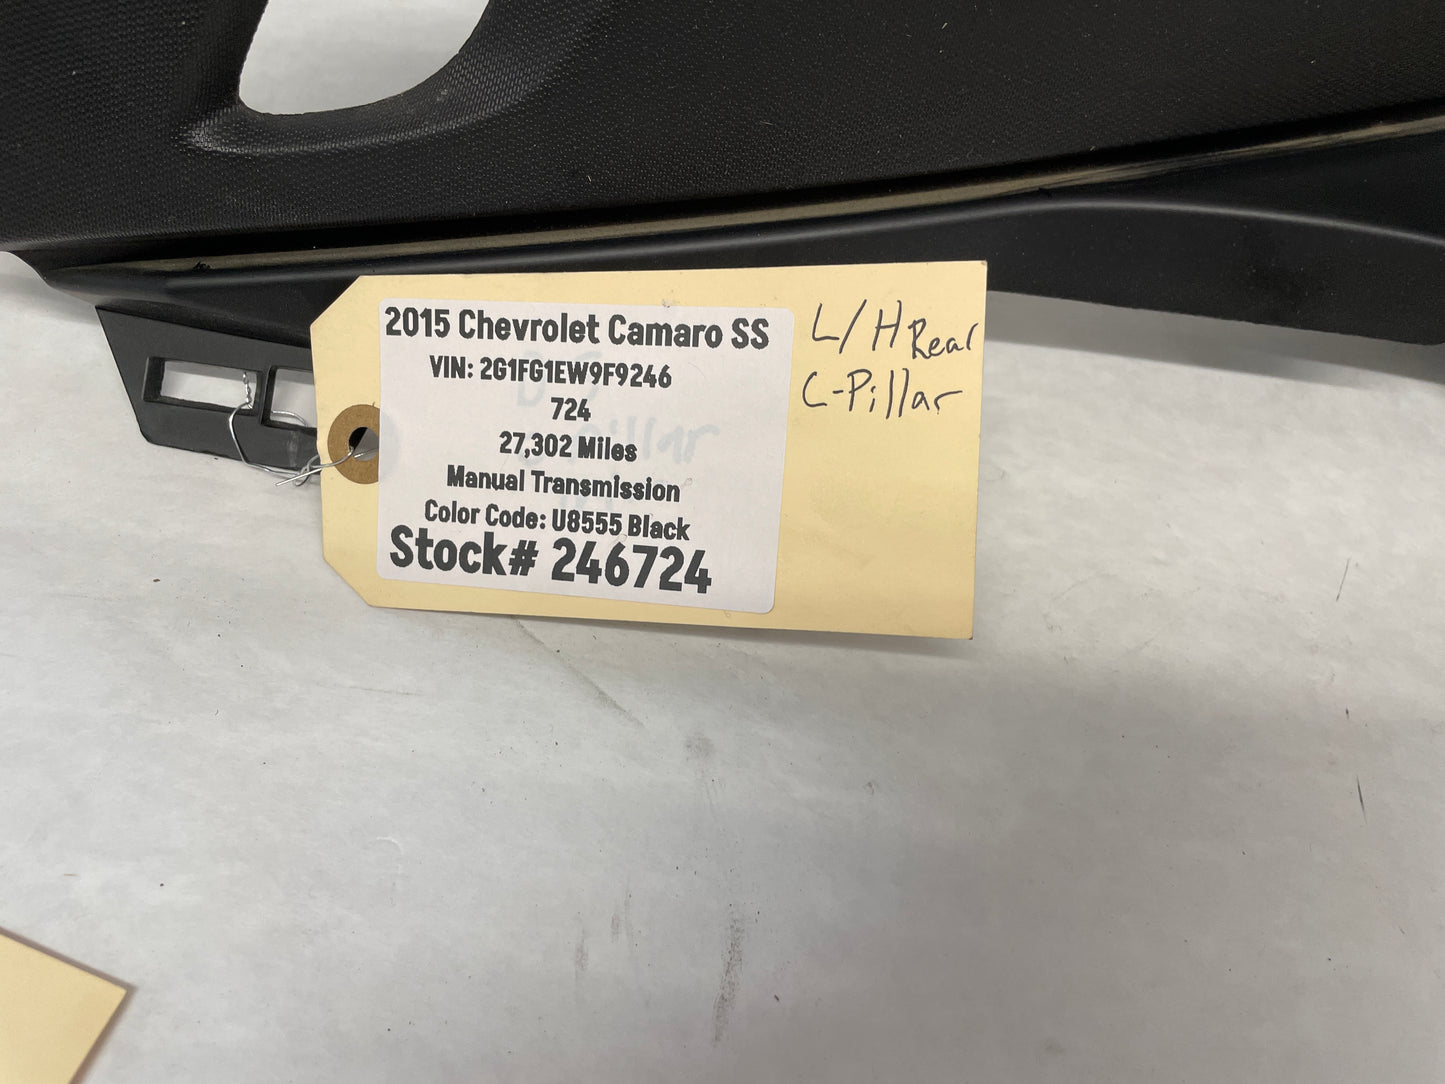 2015 Chevrolet Camaro SS
VIN: 2G1FG1EW9F9246
724
27,302 Miles
Manual Transmission
Color Code: U8555 Black
Stock# 246724
L/H Rear
C-Pillar